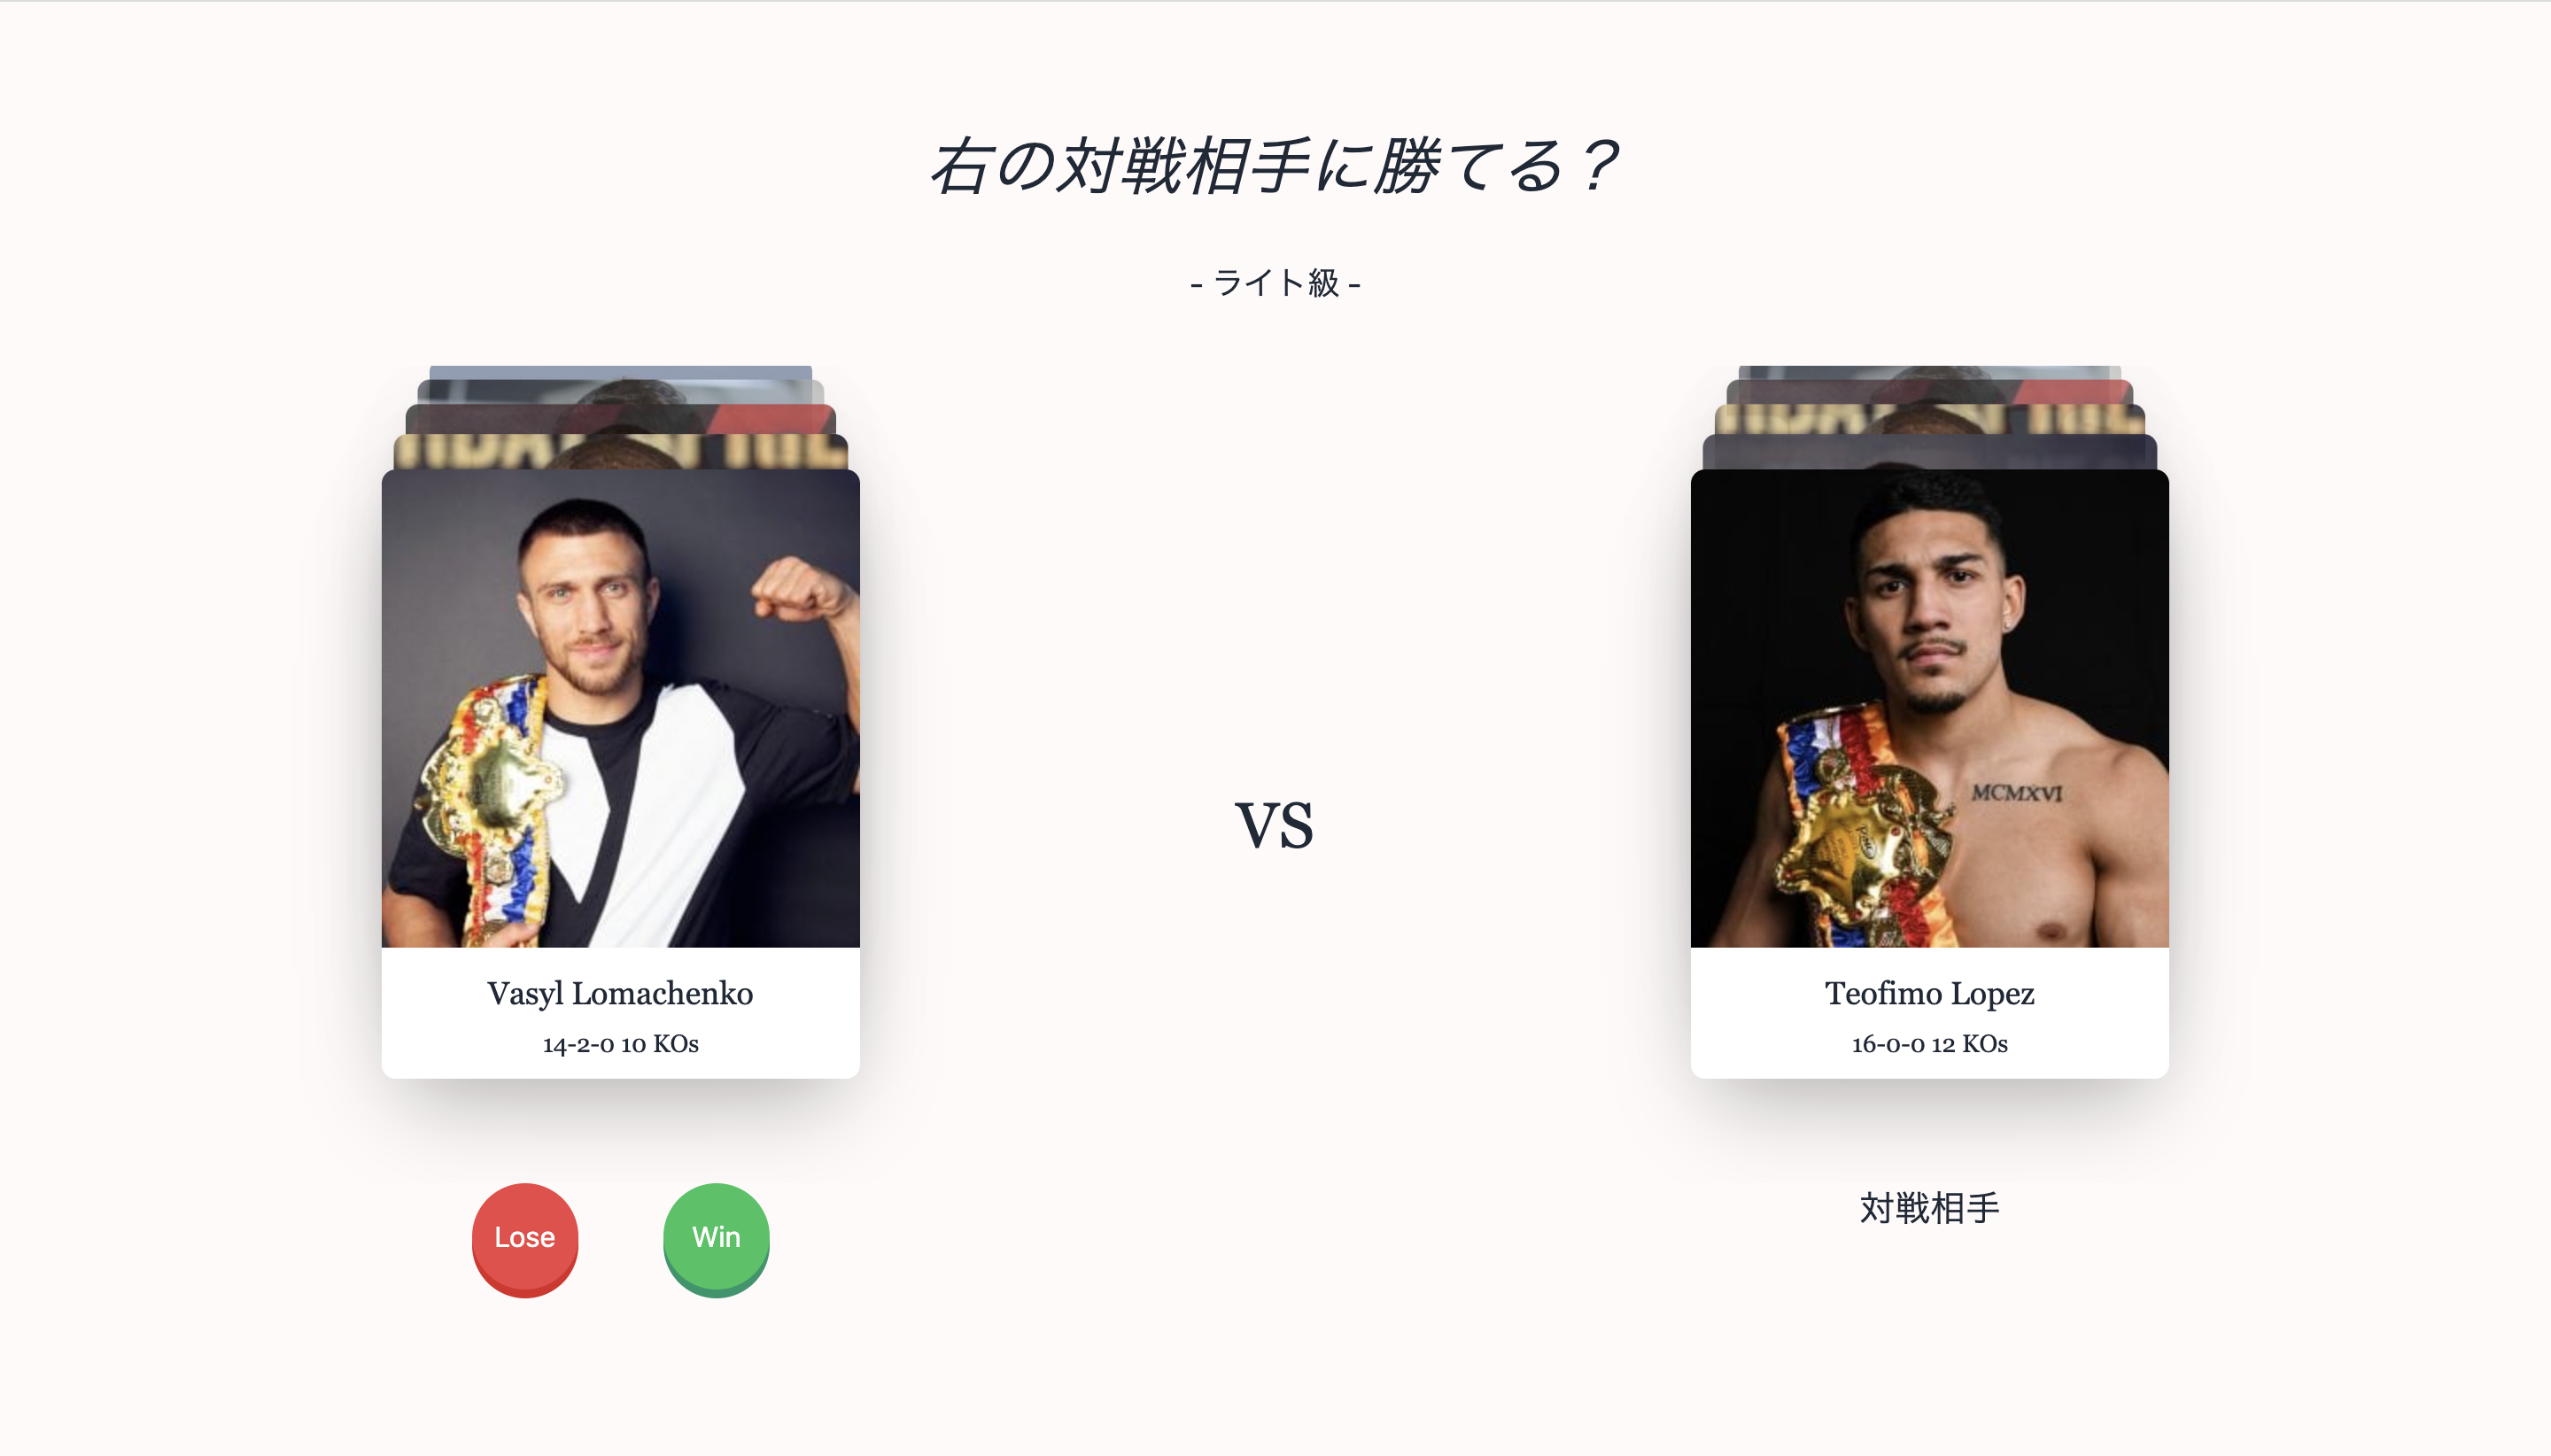 右の対戦相手に勝てる？
- ライト級 -
vs
MCMXVI
Vasyl Lomachenko
14-2-0 10 KOs
Teofimo Lopez
16-0-0 12 KOs
Lose
Win
対戦相手